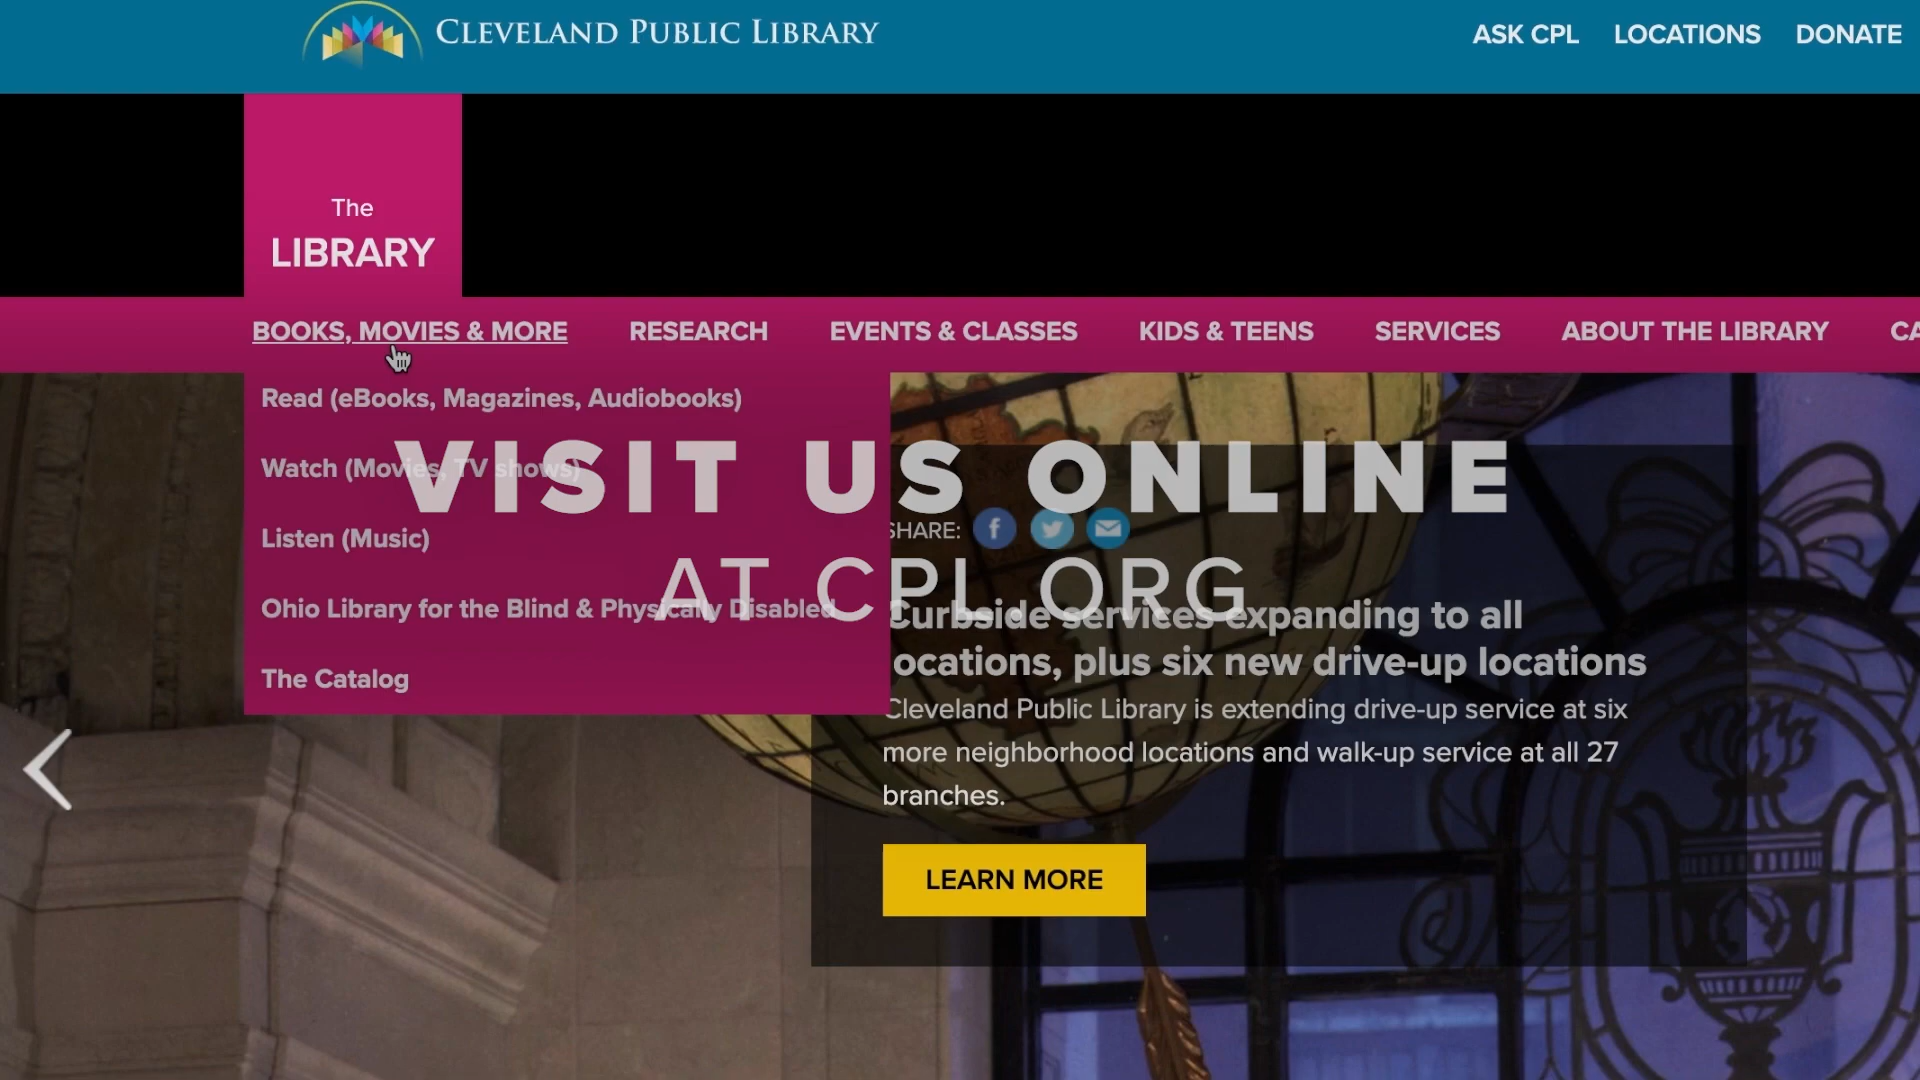 CLEVELAND PUBLIC LIBRARY
ASK CPL LOCATIONS DONATE
The
LIBRARY
BOOKS, MOVIES & MORE RESEARCH EVENTS & CLASSES KIDS & TEENS SERVICES ABOUT THE LIBRARY
Read (eBooks, Magazines, Audiobooks)
Watch (Movies, TV shows)
Listen (Music)
Ohio Library for the Blind & Physically Disabled
The Catalog
VISIT US ONLINE
AT CPL.ORG
SHARE:
Curbside services expanding to all
locations, plus six new drive-up locations
Cleveland Public Library is extending drive-up service at six
more neighborhood locations and walk-up service at all 27
branches.
LEARN MORE